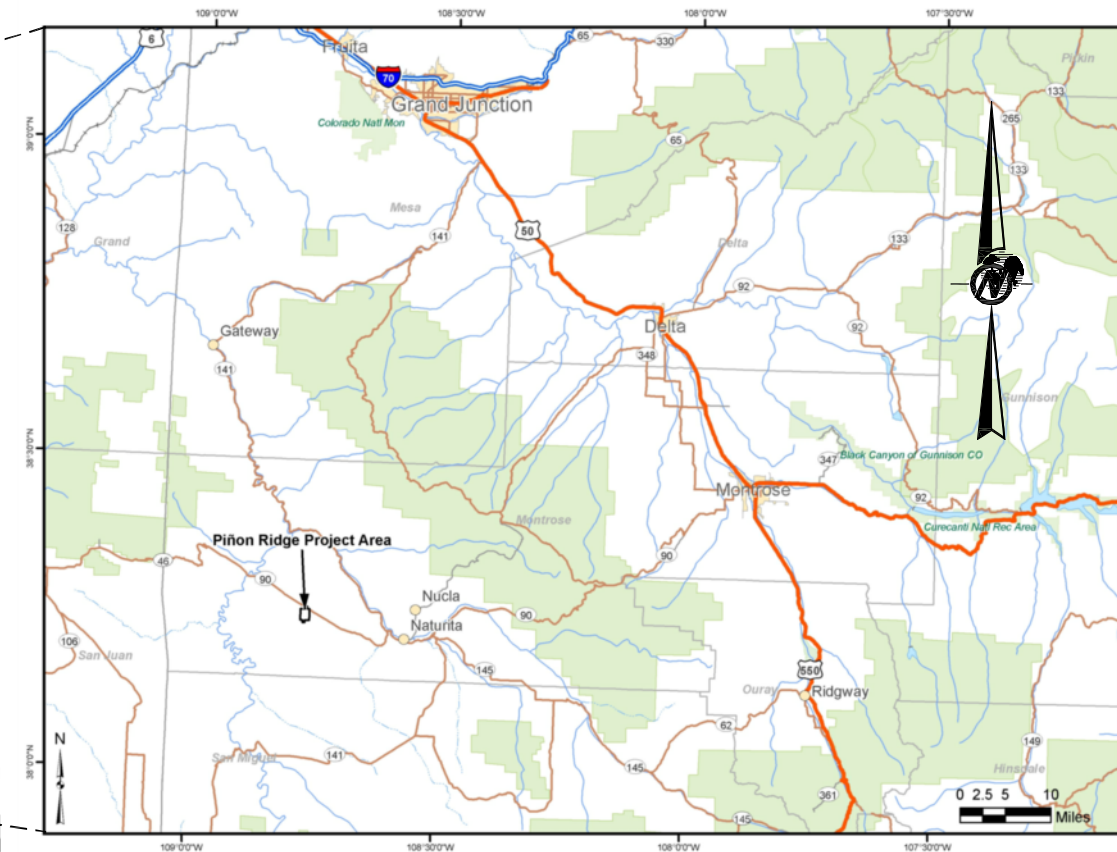 109°0'0"W
108°30'0"W
108°0'0"W
107°30'0"W
6
Fruita
65
330
Pitkin
70
133
Grand Junction
39°0'0"N
Colorado Natl Mon
265
65
133
Mesa
128
141
50
Grand
133
Delta
92
Gateway
Delta
92
348
141
Gunnison
38°30'0"N
347
Black Canyon of Gunnison CO
Montrose
92
Montrose
Curecanti Natl Rec Area
Piñon Ridge Project Area
46
90
90
Nucla
90
Naturita
106
San Juan
145
550
Ouray
Ridgway
62
N
149
San Miguel
141
38°0'0"N
145
Hinsdale
361
0 2.5 5 10
Miles
145
109°0'0"W
108°30'0"W
108°0'0"W
107°30'0"W